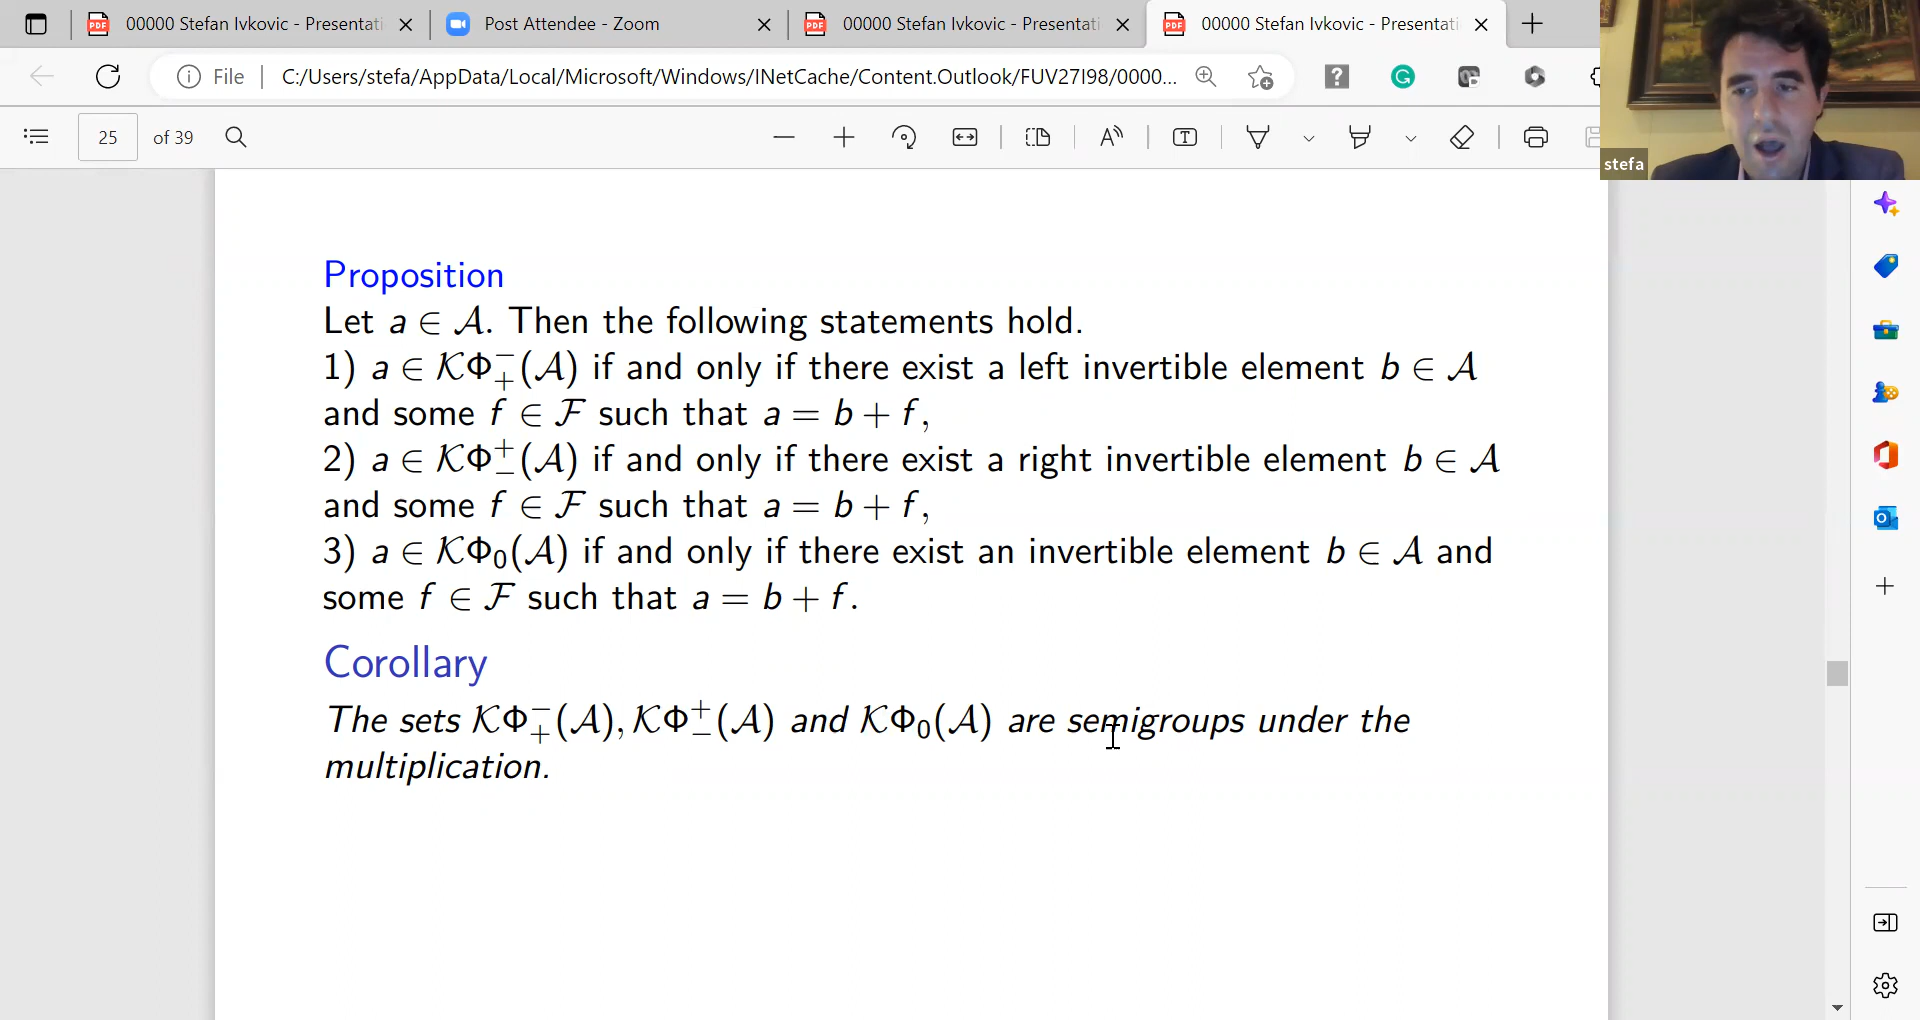 00000 Stefan Ivkovic - Presentati
Post Attendee - Zoom
00000 Stefan Ivkovic - Presentati
00000 Stefan Ivkovic - Presentati
File
C:/Users/stefa/AppData/Local/Microsoft/Windows/INetCache/Content.Outlook/FUV27I98/0000...
25 of 39
stefa
Proposition
Let a ∈ 𝒜. Then the following statements hold.
1) a ∈ 𝒦Φ₊⁻(𝒜) if and only if there exist a left invertible element b ∈ 𝒜
and some f ∈ ℱ such that a = b + f,
2) a ∈ 𝒦Φ₋⁺(𝒜) if and only if there exists a right invertible element b ∈ 𝒜
and some f ∈ ℱ such that a = b + f,
3) a ∈ 𝒦Φ₀(𝒜) if and only if there exist an invertible element b ∈ 𝒜 and
some f ∈ ℱ such that a = b + f.
Corollary
The sets 𝒦Φ₊⁻(𝒜), 𝒦Φ₋⁺(𝒜) and 𝒦Φ₀(𝒜) are semigroups under the
multiplication.